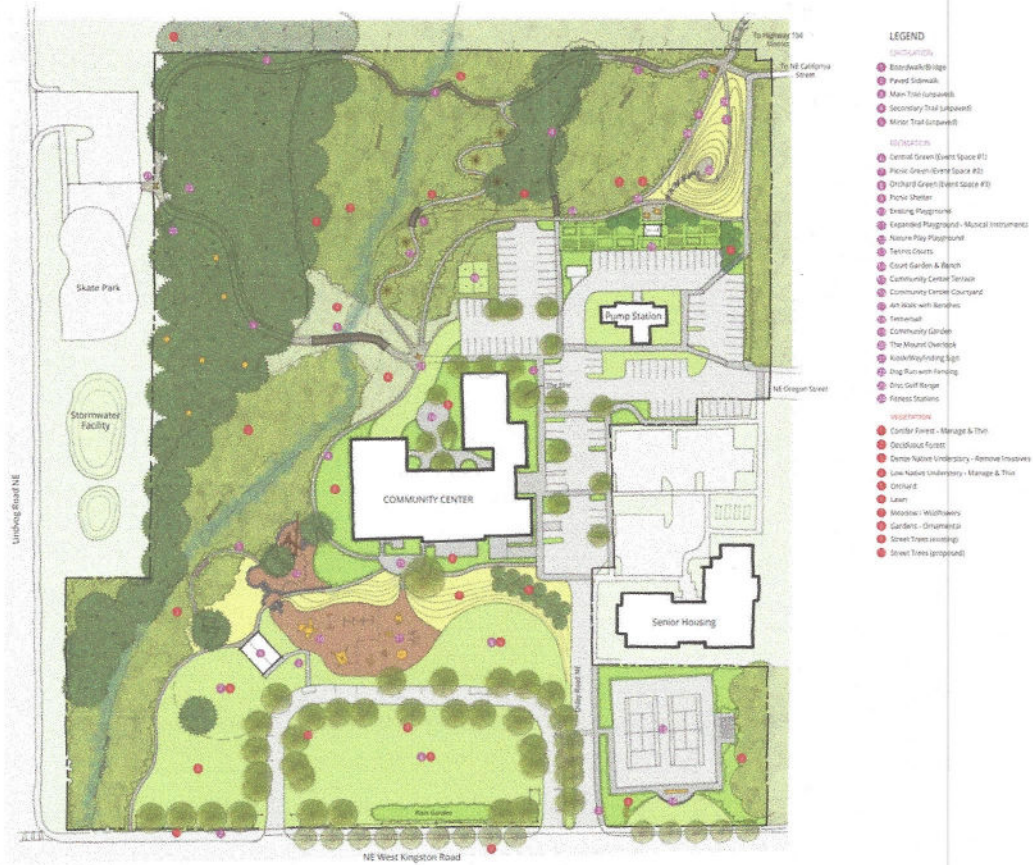 LEGEND
CIRCULATION
Boardwalk/Bridge
Paved Sidewalk
Main Trail (unpaved)
Secondary Trail (unpaved)
Minor Trail (unpaved)
RECREATION
Central Green (Event Space #1)
Picnic Green (Event Space #2)
Orchard Green (Event Space #3)
Picnic Shelter
Existing Playground
Expanded Playground - Musical Instruments
Nature Play Playground
Tennis Courts
Court Garden & Bench
Community Center Terrace
Community Center Courtyard
Art Walk with Benches
Community Garden
The Mound Overlook
Kiosk/Wayfinding Sign
Dog Run with Fencing
Disc Golf Range
Fitness Stations
VEGETATION
Conifer Forest - Manage & Thin
Deciduous Forest
Dense Native Understory - Remove Invasives
Low Native Understory - Manage & Thin
Orchard
Lawn
Meadow / Wildflowers
Gardens - Ornamental
Street Trees (existing)
Street Trees (proposed)
To Highway 104
To NE California
Street
Skate Park
Pump Station
NE Oregon Street
Stormwater
Facility
COMMUNITY CENTER
Lindvog Road NE
Senior Housing
Rain Garden
NE West Kingston Road